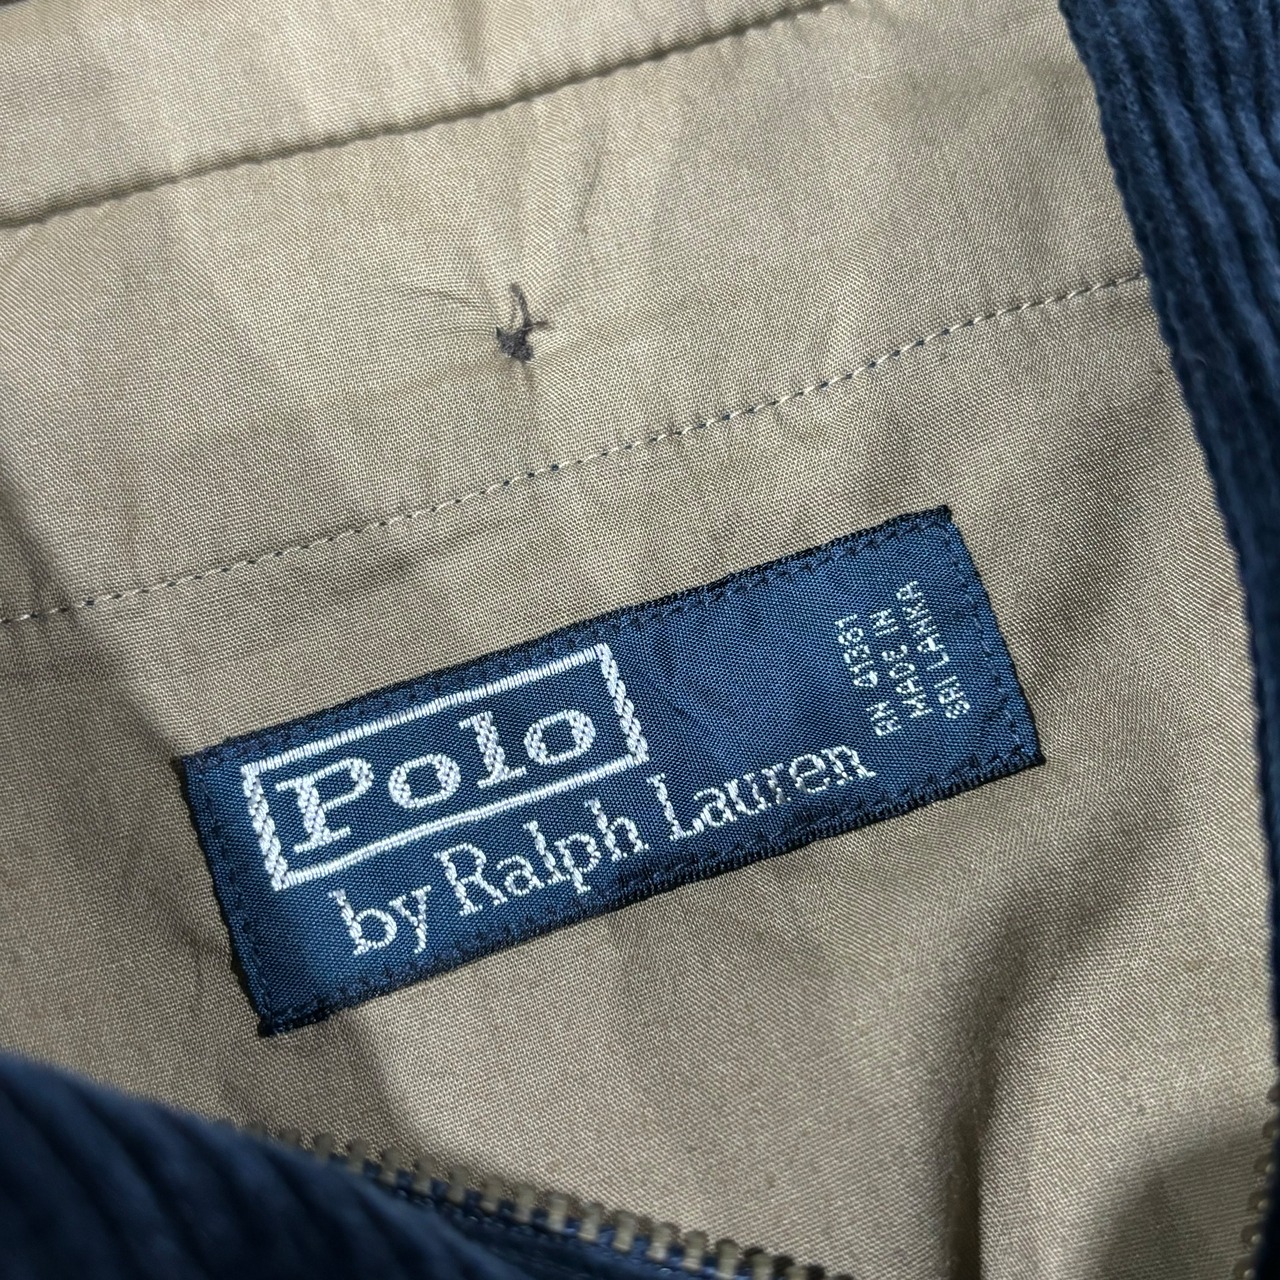 Polo
by Ralph Lauren
RN 41381
MADE IN
SRI LANKA